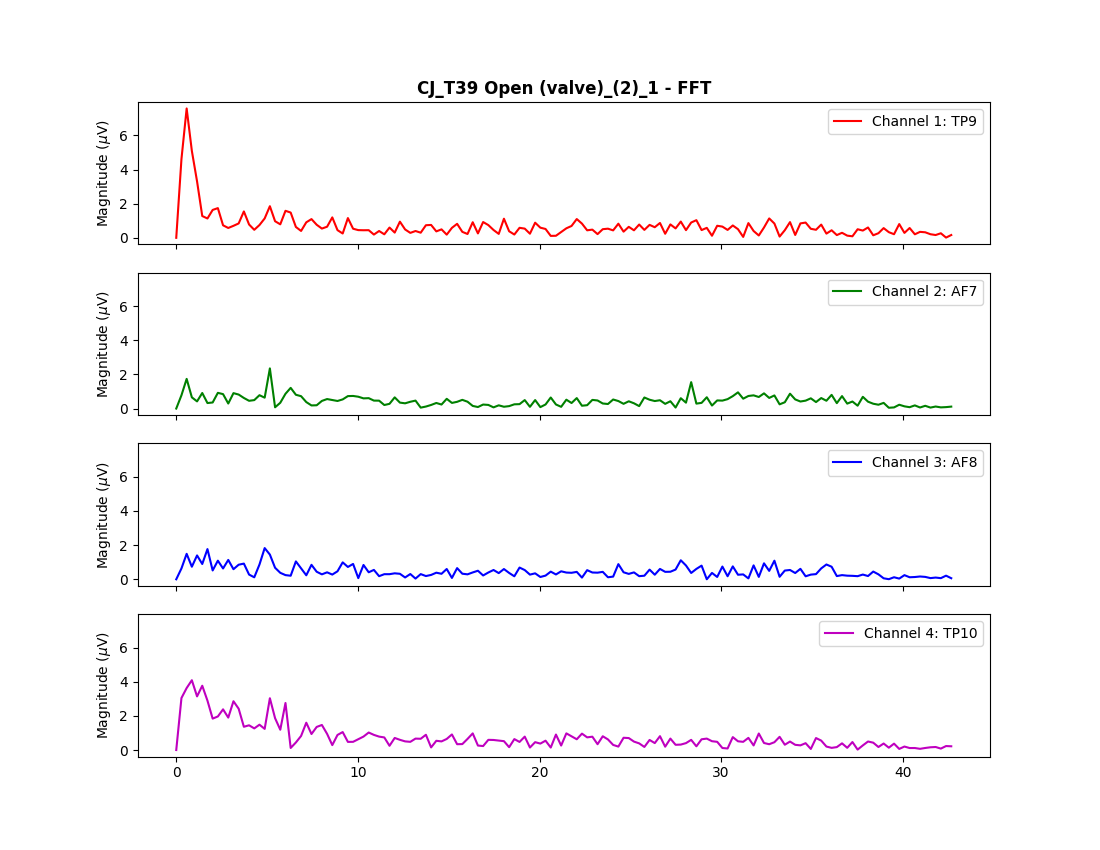 CJ_T39 Open (valve)_(2)_1 - FFT
Magnitude (μV)
6
4
2
0
Channel 1: TP9
Magnitude (μV)
6
4
2
0
Channel 2: AF7
Magnitude (μV)
6
4
2
0
Channel 3: AF8
Magnitude (μV)
6
4
2
0
Channel 4: TP10
0 10 20 30 40